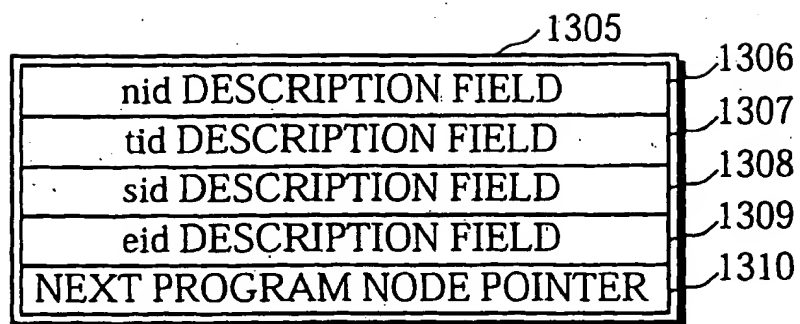 1305
nid DESCRIPTION FIELD 1306
tid DESCRIPTION FIELD 1307
sid DESCRIPTION FIELD 1308
eid DESCRIPTION FIELD 1309
NEXT PROGRAM NODE POINTER 1310